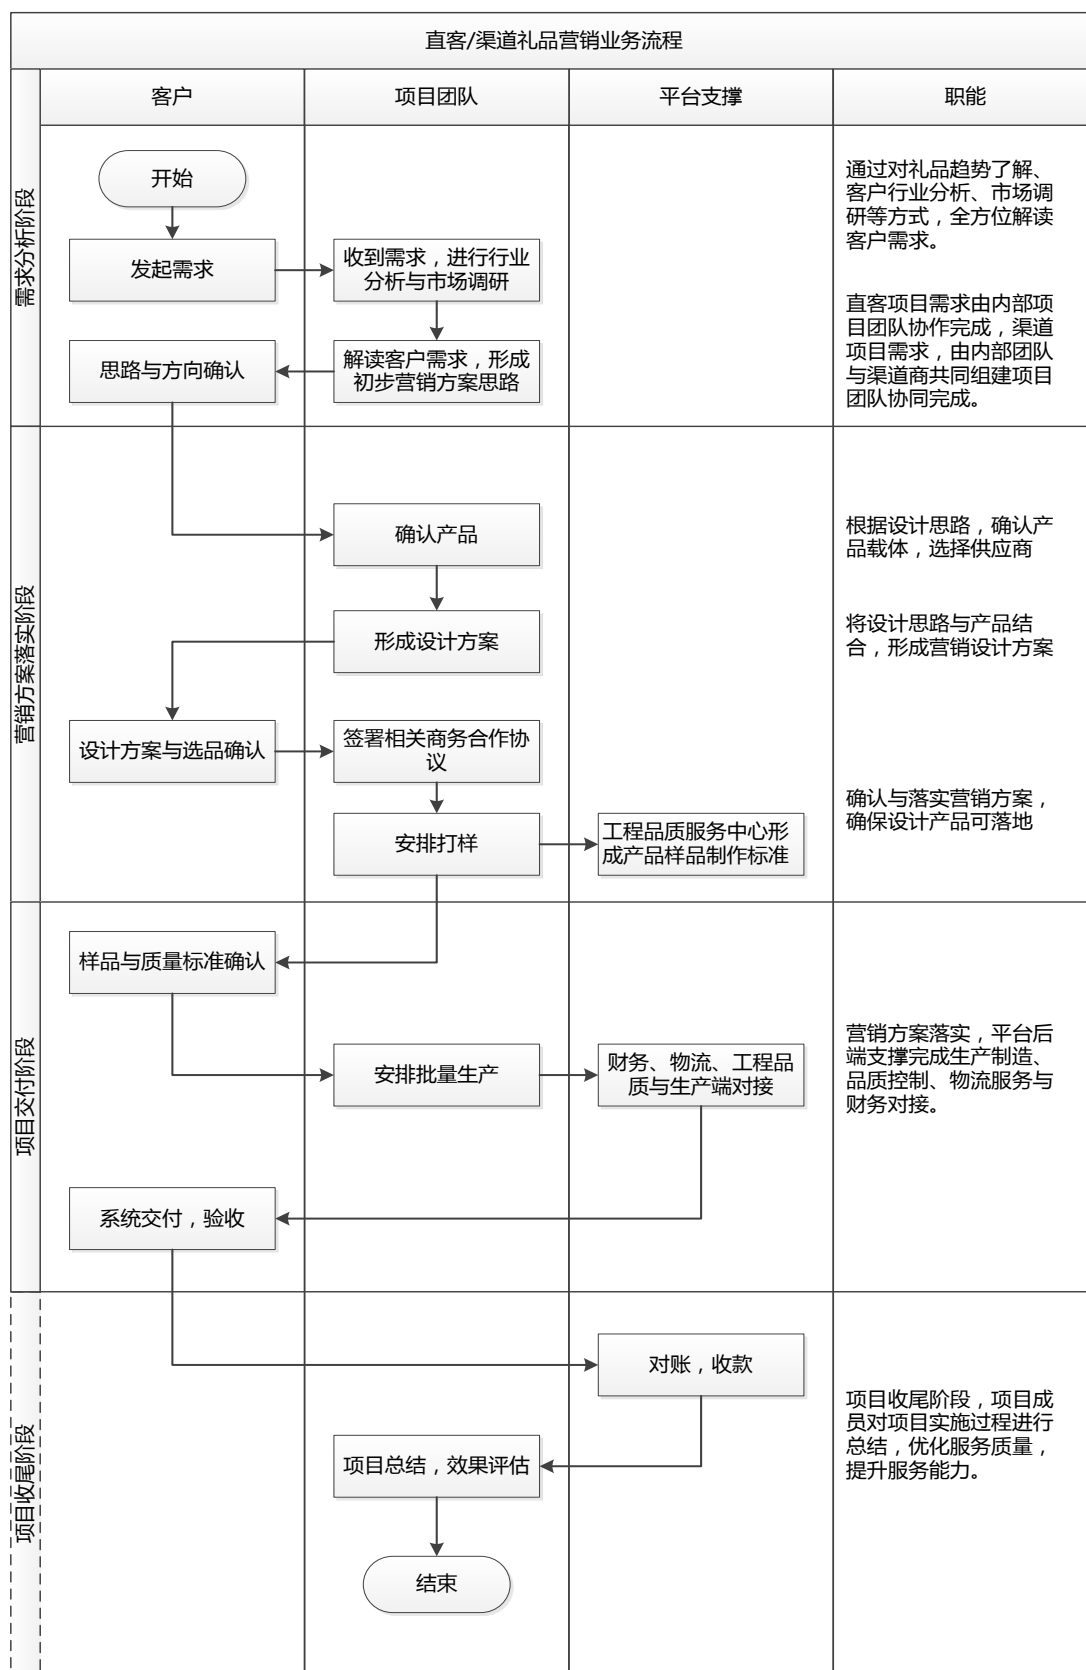 直客/渠道礼品营销业务流程
客户
项目团队
平台支撑
职能
需求分析阶段
开始
发起需求
收到需求，进行行业
分析与市场调研
思路与方向确认
解读客户需求，形成
初步营销方案思路
通过对礼品趋势了解、
客户行业分析、市场调
研等方式，全方位解读
客户需求。
直客项目需求由内部项
目团队协作完成，渠道
项目需求，由内部团队
与渠道商共同组建项目
团队协同完成。
营销方案落实阶段
确认产品
根据设计思路，确认产
品载体，选择供应商
形成设计方案
将设计思路与产品结
合，形成营销设计方案
设计方案与选品确认
签署相关商务合作协
议
安排打样
工程品质服务中心形
成产品样品制作标准
确认与落实营销方案，
确保设计产品可落地
项目交付阶段
样品与质量标准确认
安排批量生产
财务、物流、工程品
质与生产端对接
营销方案落实，平台后
端支撑完成生产制造、
品质控制、物流服务与
财务对接。
系统交付，验收
项目收尾阶段
对账，收款
项目总结，效果评估
项目收尾阶段，项目成
员对项目实施过程进行
总结，优化服务质量，
提升服务能力。
结束